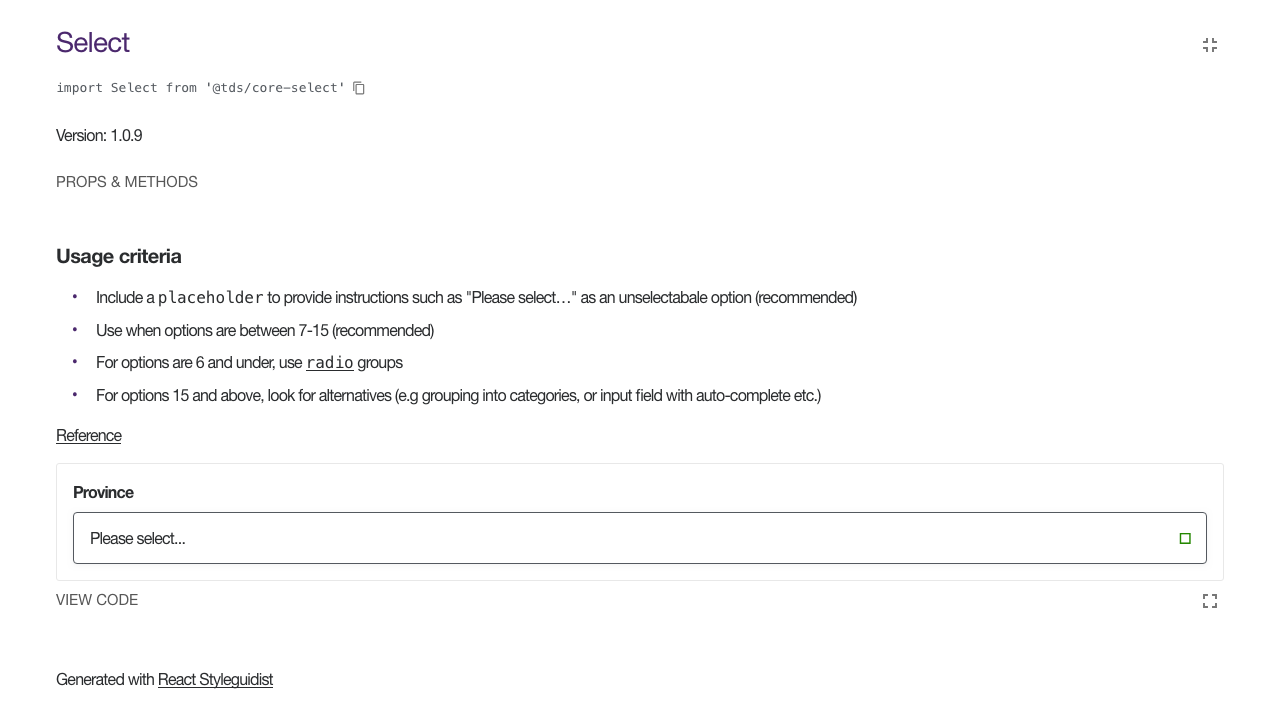 Select
import Select from '@tds/core-select'
Version: 1.0.9
PROPS & METHODS
Usage criteria
• Include a placeholder to provide instructions such as "Please select…" as an unselectabale option (recommended)
• Use when options are between 7-15 (recommended)
• For options are 6 and under, use radio groups
• For options 15 and above, look for alternatives (e.g grouping into categories, or input field with auto-complete etc.)
Reference
Province
Please select...
VIEW CODE
Generated with React Styleguidist